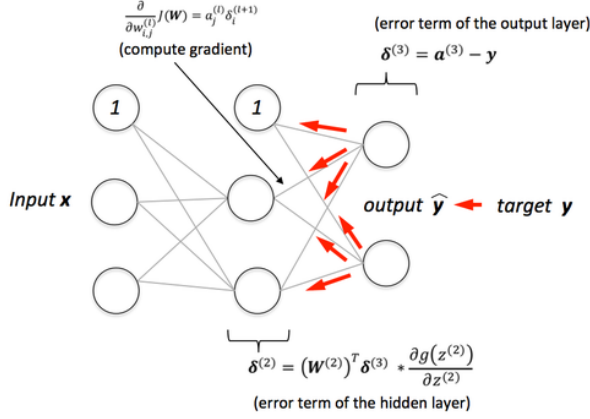 ∂/∂w_{i,j}^{(l)} J(W) = a_j^{(l)} δ_i^{(l+1)}
(compute gradient)
(error term of the output layer)
δ^{(3)} = a^{(3)} − y
1
1
Input x
output ŷ
target y
δ^{(2)} = (W^{(2)})^T δ^{(3)} * ∂g(z^{(2)})/∂z^{(2)}
(error term of the hidden layer)